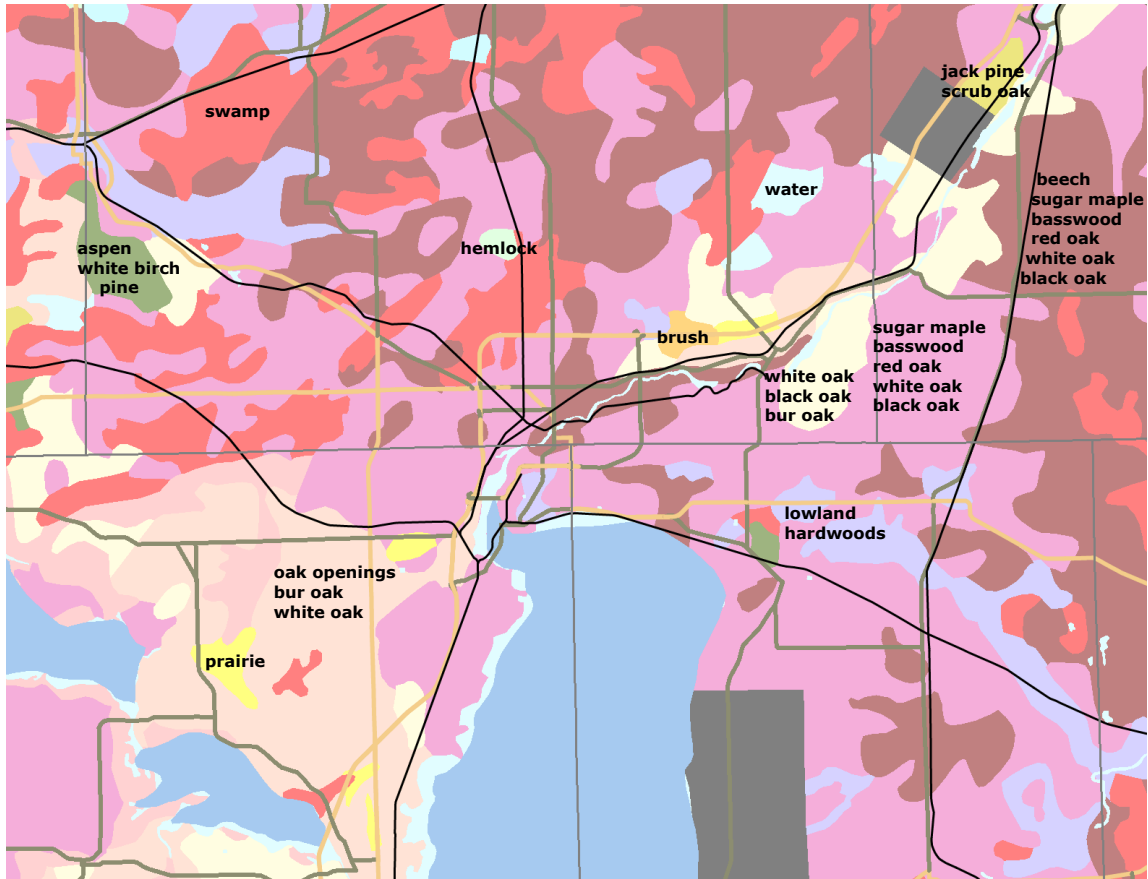 jack pine
scrub oak
swamp
water
beech
sugar maple
basswood
red oak
white oak
black oak
hemlock
aspen
white birch
pine
brush
sugar maple
basswood
red oak
white oak
black oak
white oak
black oak
bur oak
lowland
hardwoods
oak openings
bur oak
white oak
prairie